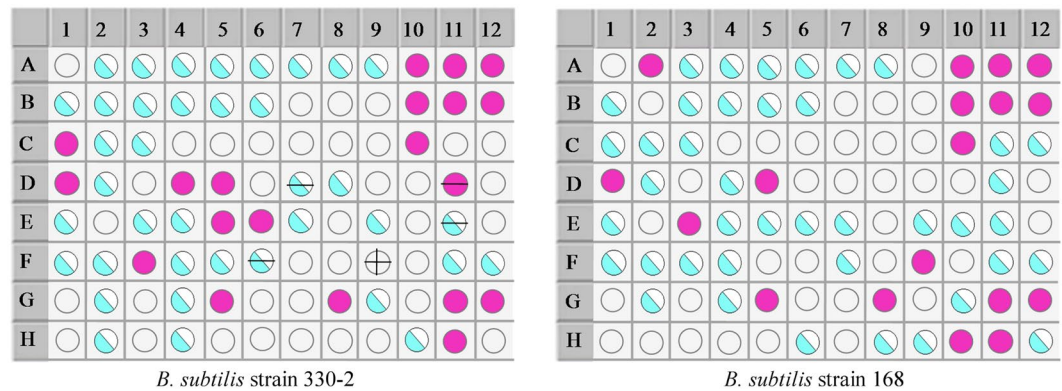 1 2 3 4 5 6 7 8 9 10 11 12
A
B
C
D
E
F
G
H
B. subtilis strain 330-2
1 2 3 4 5 6 7 8 9 10 11 12
A
B
C
D
E
F
G
H
B. subtilis strain 168